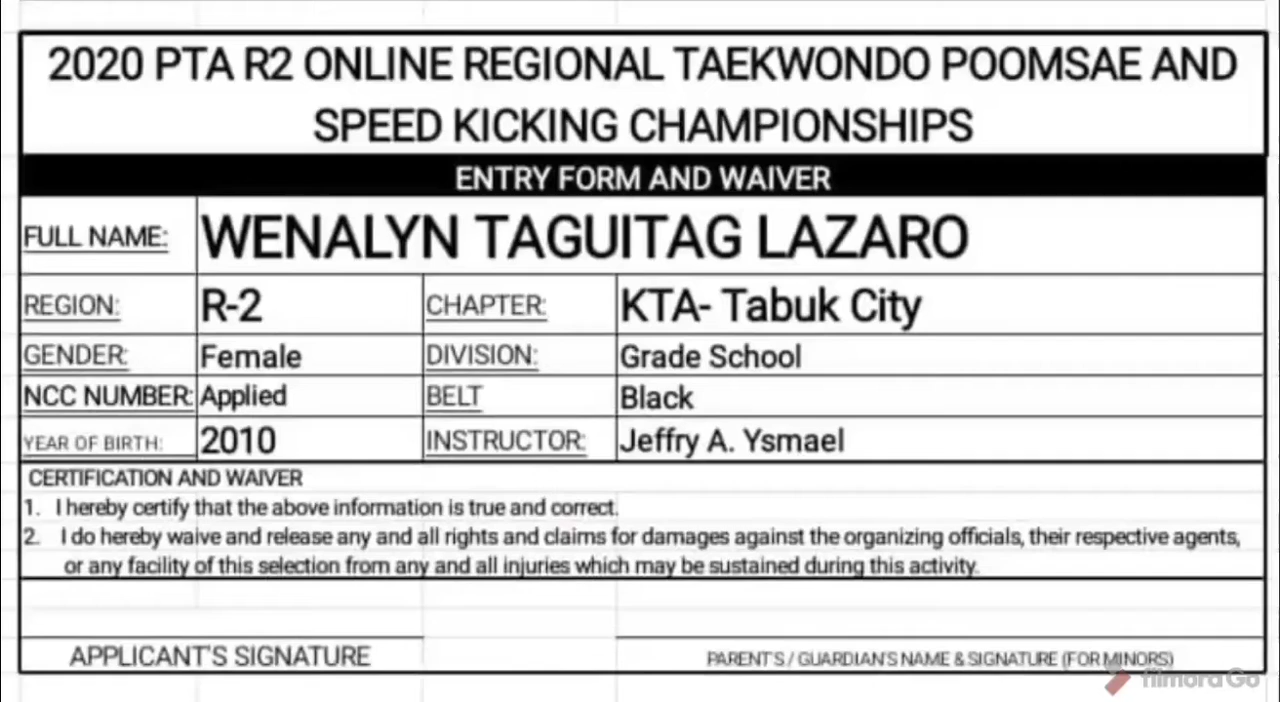 2020 PTA R2 ONLINE REGIONAL TAEKWONDO POOMSAE AND
SPEED KICKING CHAMPIONSHIPS
ENTRY FORM AND WAIVER
FULL NAME: WENALYN TAGUITAG LAZARO
REGION: R-2 CHAPTER: KTA- Tabuk City
GENDER: Female DIVISION: Grade School
NCC NUMBER: Applied BELT Black
YEAR OF BIRTH: 2010 INSTRUCTOR: Jeffry A. Ysmael
CERTIFICATION AND WAIVER
1. I hereby certify that the above information is true and correct.
2. I do hereby waive and release any and all rights and claims for damages against the organizing officials, their respective agents,
or any facility of this selection from any and all injuries which may be sustained during this activity.
APPLICANT'S SIGNATURE PARENT'S / GUARDIAN'S NAME & SIGNATURE (FOR MINORS)
filmoraGo